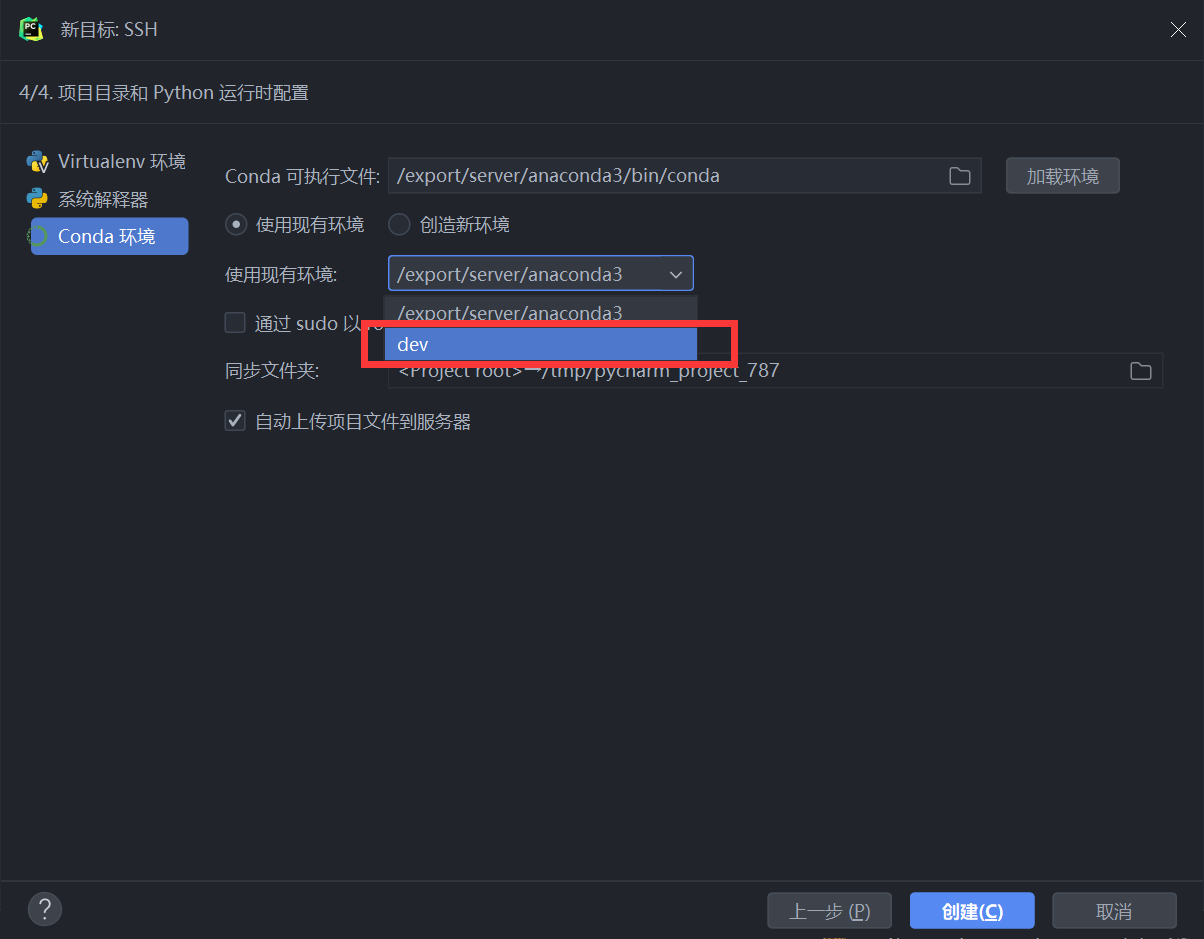 新目标: SSH
4/4. 项目目录和 Python 运行时配置
Virtualenv 环境
系统解释器
Conda 环境
Conda 可执行文件: /export/server/anaconda3/bin/conda 加载环境
使用现有环境 创造新环境
使用现有环境: /export/server/anaconda3
/export/server/anaconda3
通过 sudo 以
dev
同步文件夹: <Project root>→/tmp/pycharm_project_787
自动上传项目文件到服务器
? 上一步 (P) 创建(C) 取消